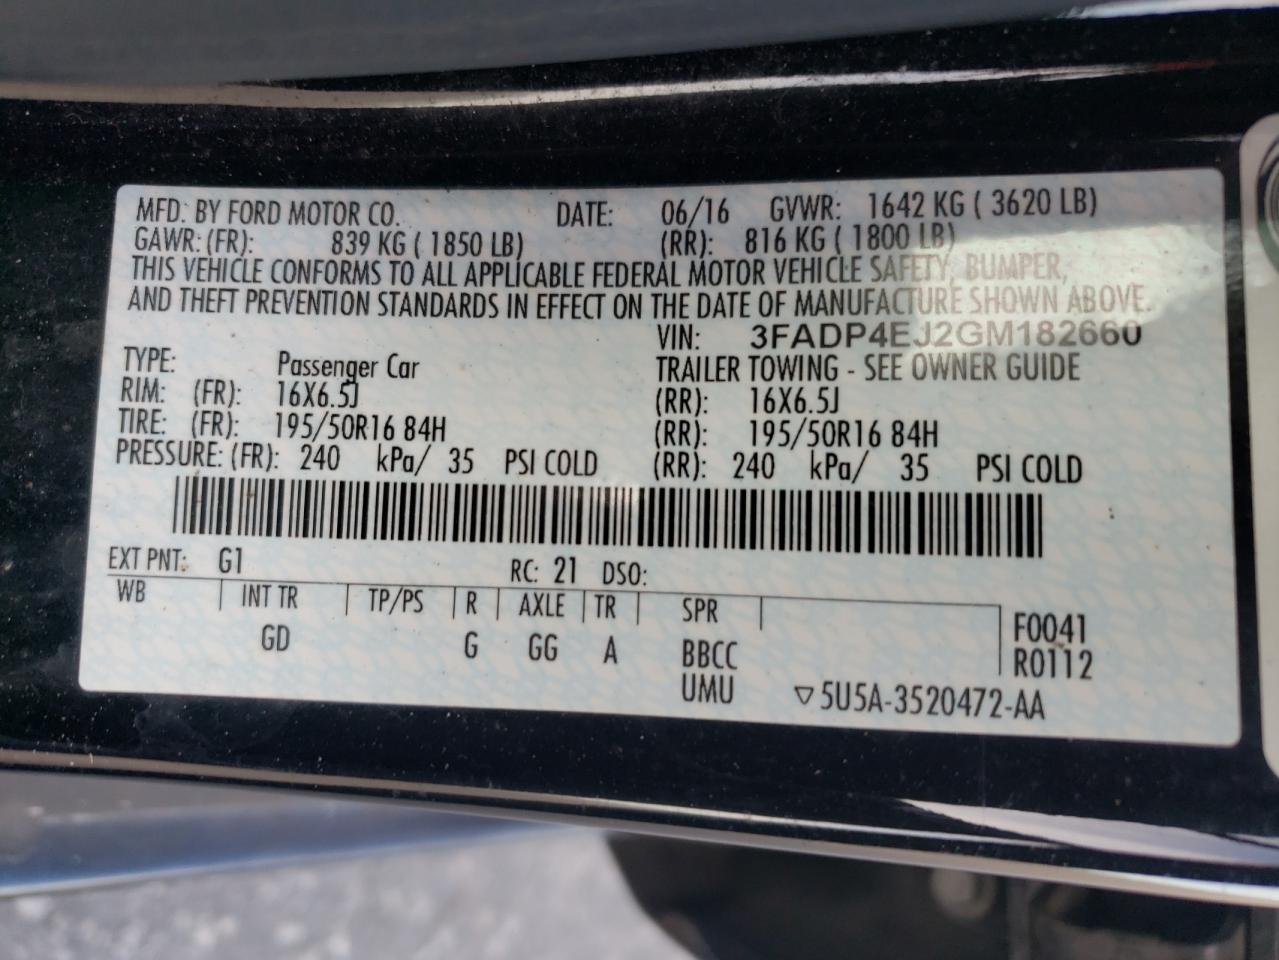 MFD. BY FORD MOTOR CO. DATE: 06/16 GVWR: 1642 KG ( 3620 LB)
GAWR: (FR): 839 KG ( 1850 LB) (RR): 816 KG ( 1800 LB)
THIS VEHICLE CONFORMS TO ALL APPLICABLE FEDERAL MOTOR VEHICLE SAFETY, BUMPER,
AND THEFT PREVENTION STANDARDS IN EFFECT ON THE DATE OF MANUFACTURE SHOWN ABOVE.
VIN: 3FADP4EJ2GM182660
TYPE: Passenger Car TRAILER TOWING - SEE OWNER GUIDE
RIM: (FR): 16X6.5J (RR): 16X6.5J
TIRE: (FR): 195/50R16 84H (RR): 195/50R16 84H
PRESSURE: (FR): 240 kPa/ 35 PSI COLD (RR): 240 kPa/ 35 PSI COLD
EXT PNT: G1 RC: 21 DSO:
WB INT TR TP/PS R AXLE TR SPR F0041
GD G GG A BBCC R0112
UMU ▽5U5A-3520472-AA